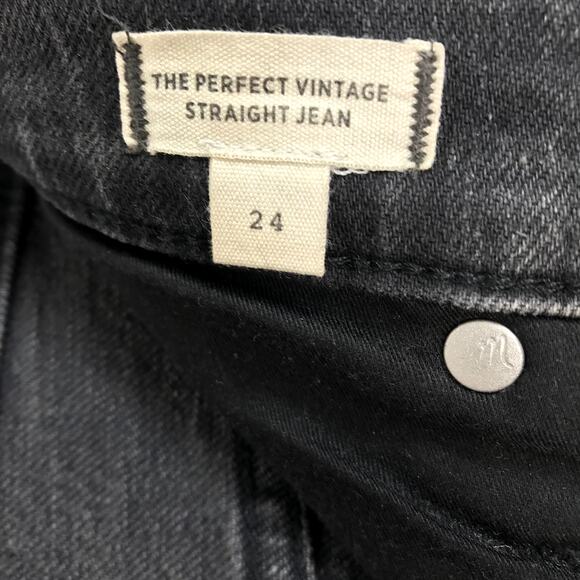 THE PERFECT VINTAGE
STRAIGHT JEAN
24
m